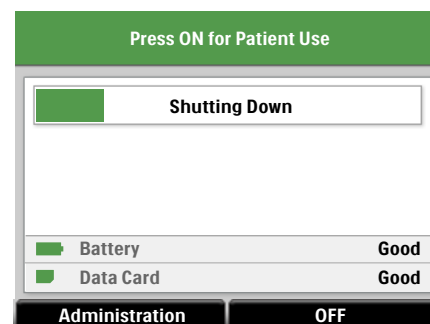 Press ON for Patient Use
Shutting Down
Battery Good
Data Card Good
Administration OFF